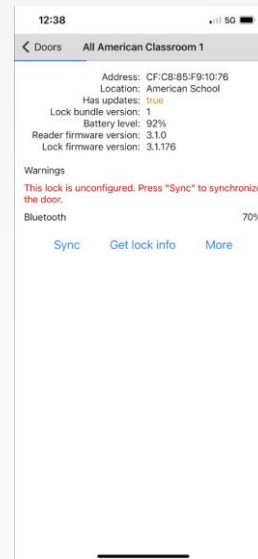 12:38
5G
Doors
All American Classroom 1
Address: CF:C8:85:F9:10:76
Location: American School
Has updates: true
Lock bundle version: 1
Battery level: 92%
Reader firmware version: 3.1.0
Lock firmware version: 3.1.176
Warnings
This lock is unconfigured. Press "Sync" to synchronize
the door.
Bluetooth 70%
Sync Get lock info More